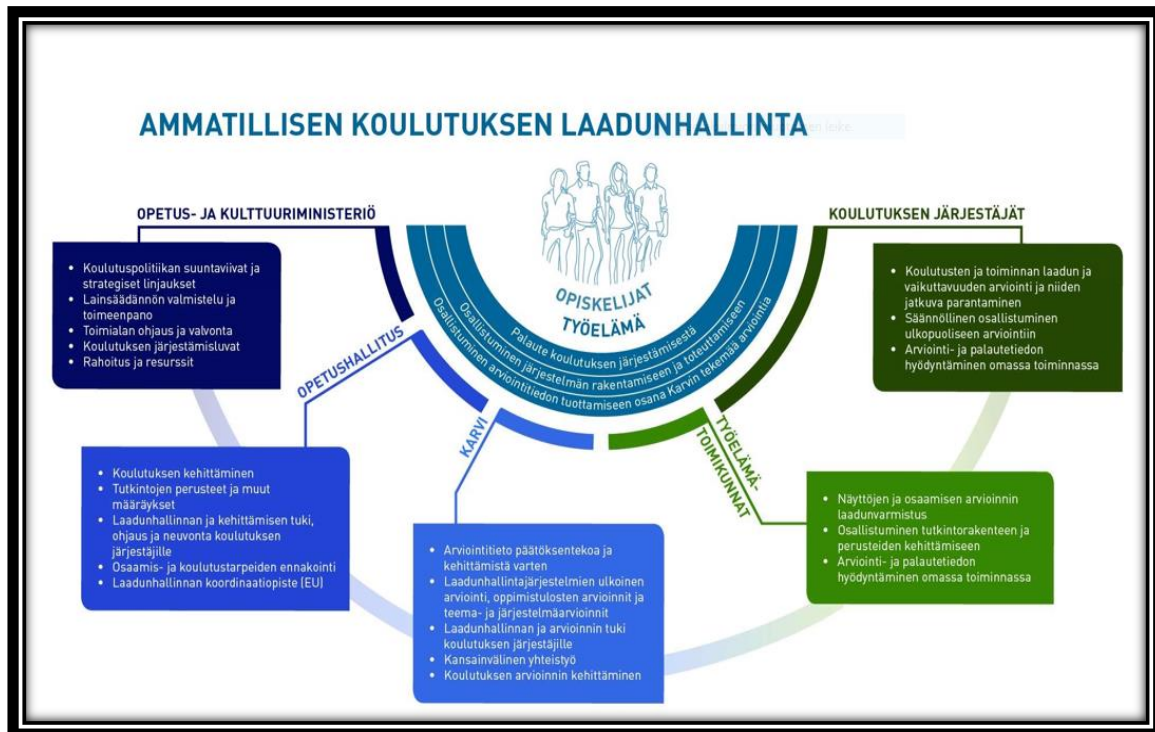 AMMATILLISEN KOULUTUKSEN LAADUNHALLINTA
OPISKELIJAT
TYÖELÄMÄ
Palaute koulutuksen järjestämisestä
Osallistuminen järjestelmän rakentamiseen ja toteuttamiseen
Osallistuminen arviointitiedon tuottamiseen osana Karvin tekemää arviointia
OPETUS- JA KULTTUURIMINISTERIÖ
• Koulutuspolitiikan suuntaviivat ja
strategiset linjaukset
• Lainsäädännön valmistelu ja
toimeenpano
• Toimialan ohjaus ja valvonta
• Koulutuksen järjestämisluvat
• Rahoitus ja resurssit
OPETUSHALLITUS
• Koulutuksen kehittäminen
• Tutkintojen perusteet ja muut
määräykset
• Laadunhallinnan ja kehittämisen tuki,
ohjaus ja neuvonta koulutuksen
järjestäjille
• Osaamis- ja koulutustarpeiden ennakointi
• Laadunhallinnan koordinaatiopiste (EU)
KARVI
• Arviointitieto päätöksentekoa ja
kehittämistä varten
• Laadunhallintajärjestelmien ulkoinen
arviointi, oppimistulosten arvioinnit ja
teema- ja järjestelmäarvioinnit
• Laadunhallinnan ja arvioinnin tuki
koulutuksen järjestäjille
• Kansainvälinen yhteistyö
• Koulutuksen arvioinnin kehittäminen
TYÖELÄMÄ-
TOIMIKUNNAT
• Näyttöjen ja osaamisen arvioinnin
laadunvarmistus
• Osallistuminen tutkintorakenteen ja
perusteiden kehittämiseen
• Arviointi- ja palautetiedon
hyödyntäminen omassa toiminnassa
KOULUTUKSEN JÄRJESTÄJÄT
• Koulutusten ja toiminnan laadun ja
vaikuttavuuden arviointi ja niiden
jatkuva parantaminen
• Säännöllinen osallistuminen
ulkopuoliseen arviointiin
• Arviointi- ja palautetiedon
hyödyntäminen omassa toiminnassa